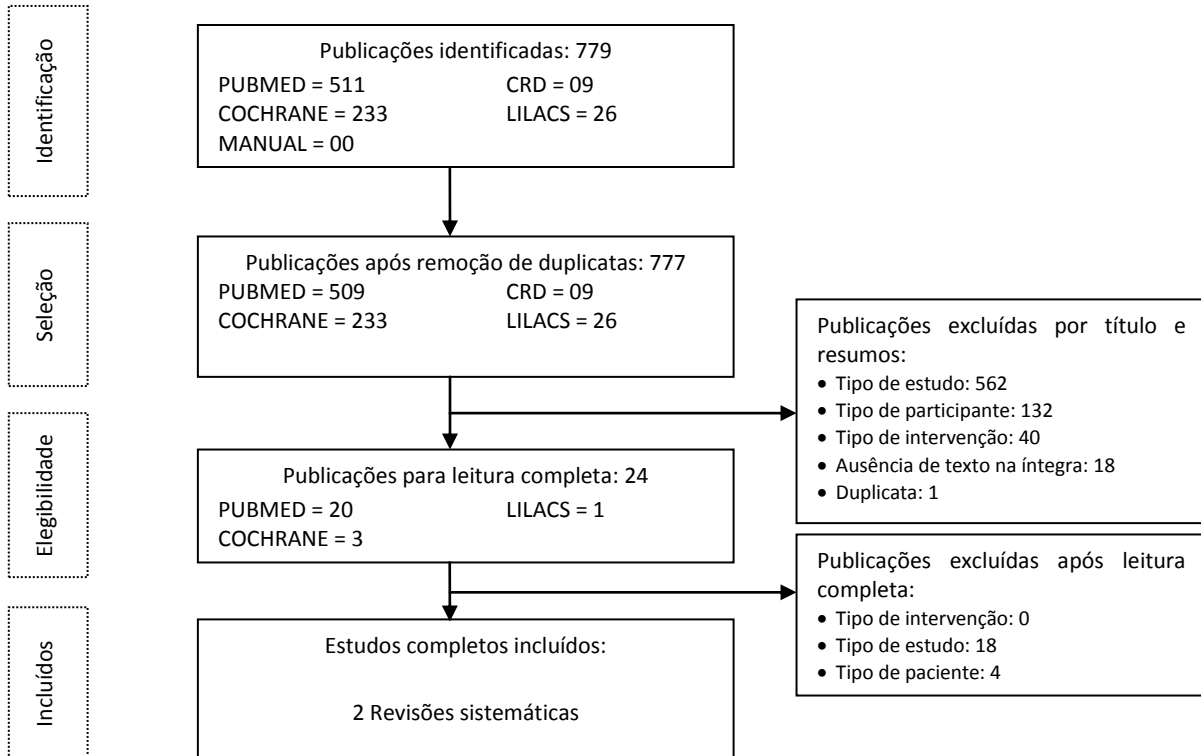 Identificação
Publicações identificadas: 779
PUBMED = 511 CRD = 09
COCHRANE = 233 LILACS = 26
MANUAL = 00
Seleção
Publicações após remoção de duplicatas: 777
PUBMED = 509 CRD = 09
COCHRANE = 233 LILACS = 26
Publicações excluídas por título e
resumos:
• Tipo de estudo: 562
• Tipo de participante: 132
• Tipo de intervenção: 40
• Ausência de texto na íntegra: 18
• Duplicata: 1
Elegibilidade
Publicações para leitura completa: 24
PUBMED = 20 LILACS = 1
COCHRANE = 3
Publicações excluídas após leitura
completa:
• Tipo de intervenção: 0
• Tipo de estudo: 18
• Tipo de paciente: 4
Incluídos
Estudos completos incluídos:
2 Revisões sistemáticas